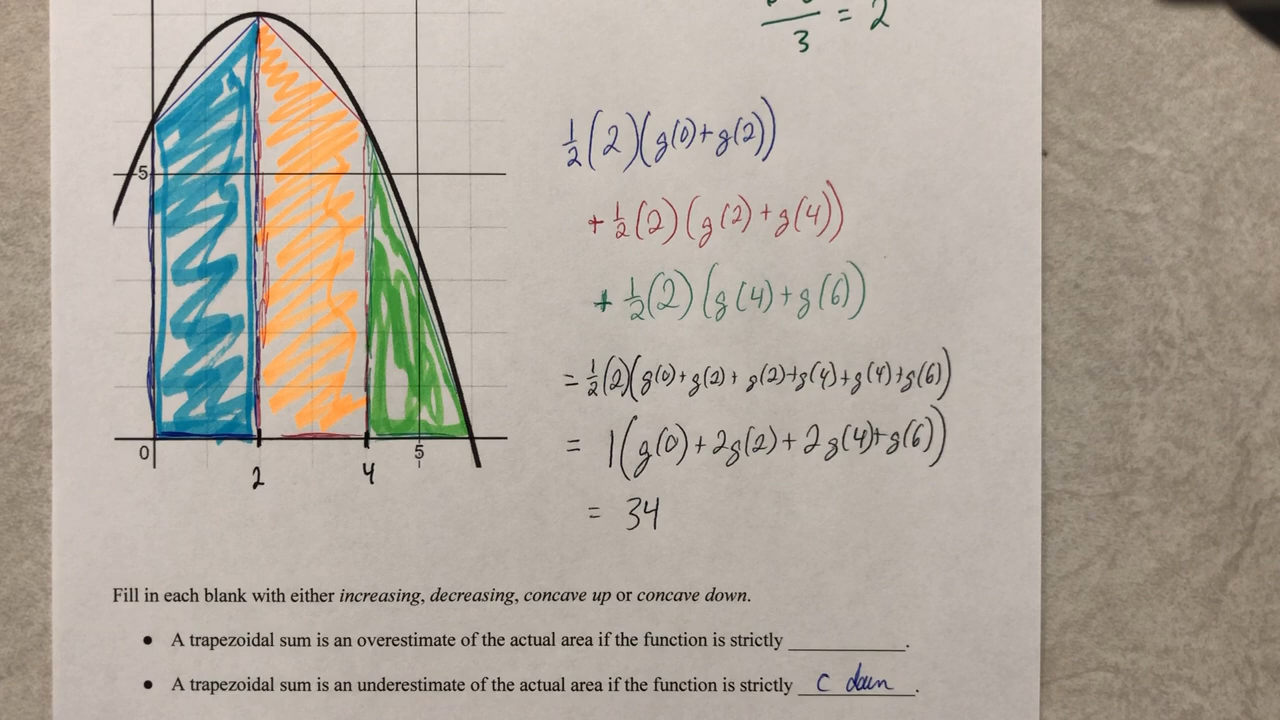 /3 = 2
5
½(2)(g(0)+g(2))
+ ½(2)(g(2)+g(4))
+ ½(2)(g(4)+g(6))
= ½(2)(g(0)+g(2)+g(2)+g(4)+g(4)+g(6))
= 1(g(0)+2g(2)+2g(4)+g(6))
0 5
2 4
= 34
Fill in each blank with either increasing, decreasing, concave up or concave down.
• A trapezoidal sum is an overestimate of the actual area if the function is strictly ____________.
• A trapezoidal sum is an underestimate of the actual area if the function is strictly C down.